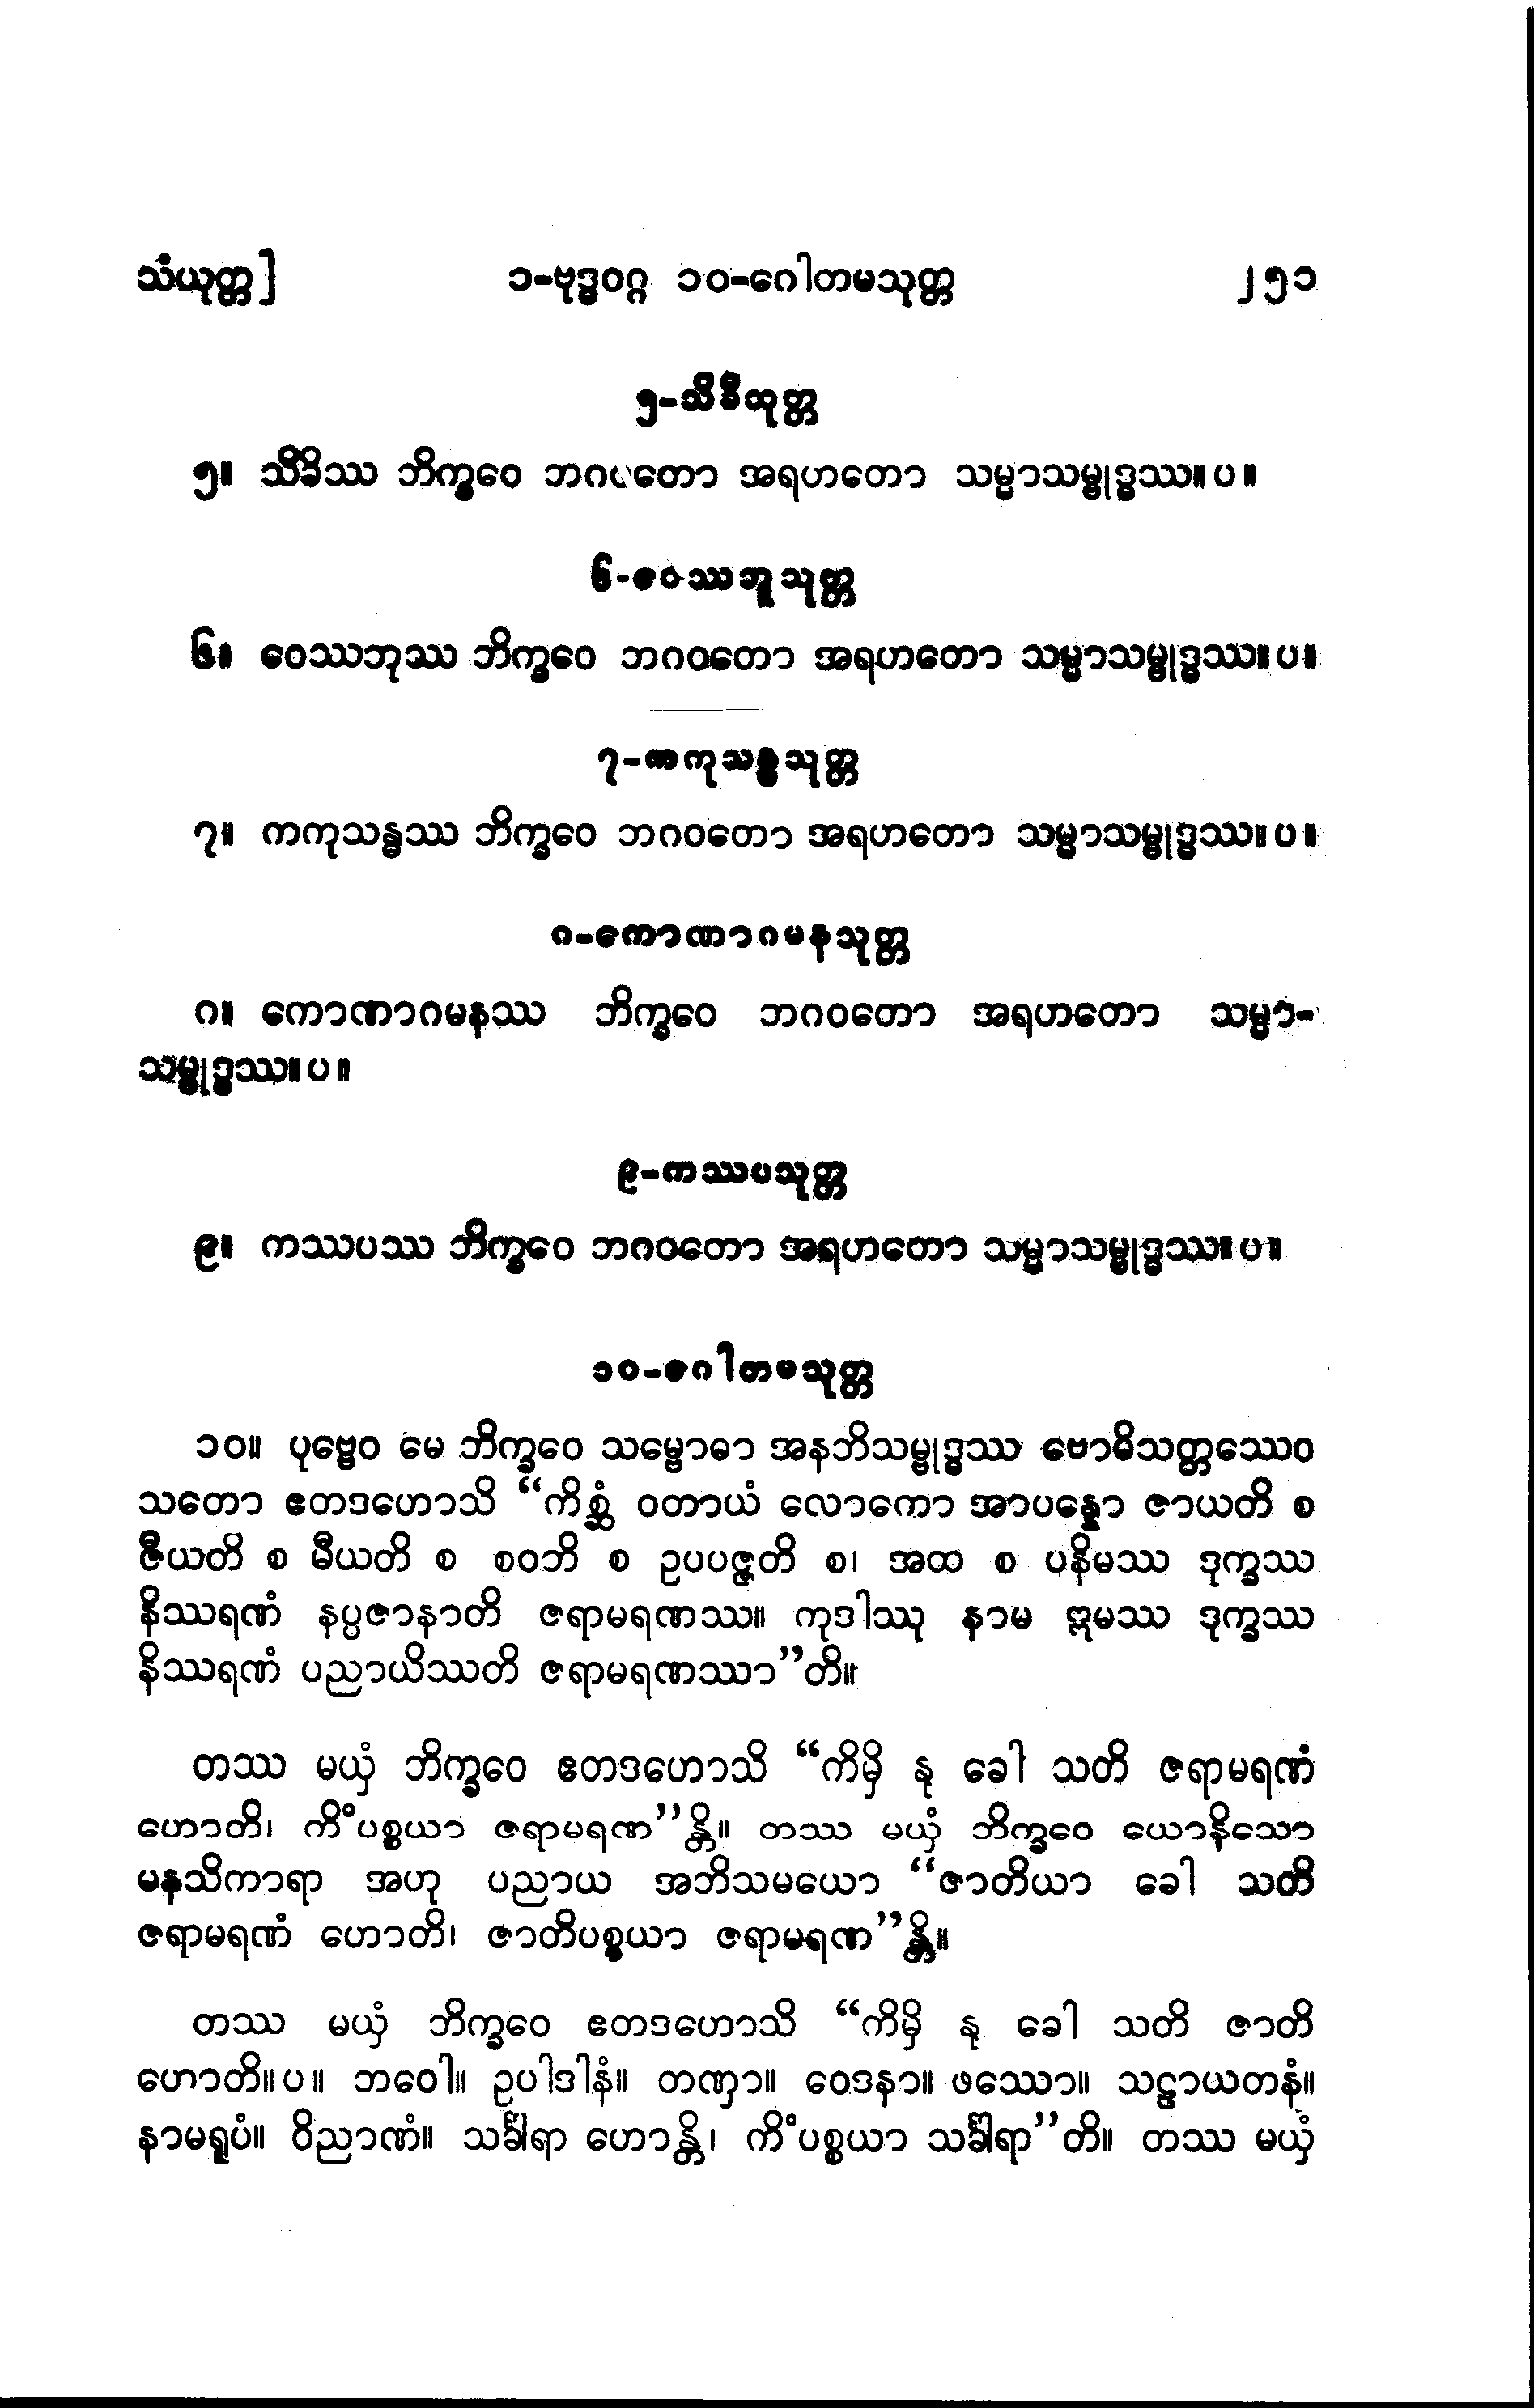 သံယုတ္တ] ၁-ဗုဒ္ဓဝဂ္ဂ ၁၀-ဂေါတမသုတ္တ ၂၅၁
၅-သိခီသုတ္တ
၅။ သိခိဿ ဘိက္ခဝေ ဘဂဝတော အရဟတော သမ္မာသမ္ဗုဒ္ဓဿ။ပ။
၆-ဝေဿဘူသုတ္တ
၆။ ဝေဿဘုဿ ဘိက္ခဝေ ဘဂဝတော အရဟတော သမ္မာသမ္ဗုဒ္ဓဿ။ပ။
၇-ကကုသန္ဓသုတ္တ
၇။ ကကုသန္ဓဿ ဘိက္ခဝေ ဘဂဝတော အရဟတော သမ္မာသမ္ဗုဒ္ဓဿ။ပ။
၈-ကောဏာဂမနသုတ္တ
၈။ ကောဏာဂမနဿ ဘိက္ခဝေ ဘဂဝတော အရဟတော သမ္မာ-
သမ္ဗုဒ္ဓဿ။ပ။
၉-ကဿပသုတ္တ
၉။ ကဿပဿ ဘိက္ခဝေ ဘဂဝတော အရဟတော သမ္မာသမ္ဗုဒ္ဓဿ။ပ။
၁၀-ဂေါတမသုတ္တ
၁၀။ ပုဗ္ဗေဝ မေ ဘိက္ခဝေ သမ္ဗောဓာ အနဘိသမ္ဗုဒ္ဓဿ ဗောဓိသတ္တဿေဝ
သတော ဧတဒဟောသိ “ကိစ္ဆံ ဝတာယံ လောကော အာပန္နော ဇာယတိ စ
ဇီယတိ စ မီယတိ စ စဝဘိ စ ဥပပဇ္ဇတိ စ၊ အထ စ ပနိမဿ ဒုက္ခဿ
နိဿရဏံ နပ္ပဇာနာတိ ဇရာမရဏဿ။ ကုဒါဿု နာမ ဣမဿ ဒုက္ခဿ
နိဿရဏံ ပညာယိဿတိ ဇရာမရဏဿာ”တိ။
တဿ မယှံ ဘိက္ခဝေ ဧတဒဟောသိ “ကိမှိ နု ခေါ သတိ ဇရာမရဏံ
ဟောတိ၊ ကိံပစ္စယာ ဇရာမရဏ”န္တိ။ တဿ မယှံ ဘိက္ခဝေ ယောနိသော
မနသိကာရာ အဟု ပညာယ အဘိသမယော “ဇာတိယာ ခေါ သတိ
ဇရာမရဏံ ဟောတိ၊ ဇာတိပစ္စယာ ဇရာမရဏ”န္တိ။
တဿ မယှံ ဘိက္ခဝေ ဧတဒဟောသိ “ကိမှိ နု ခေါ သတိ ဇာတိ
ဟောတိ။ပ။ ဘဝေါ။ ဥပါဒါနံ။ တဏှာ။ ဝေဒနာ။ ဖဿော။ သဠာယတနံ။
နာမရူပံ။ ဝိညာဏံ။ သင်္ခါရာ ဟောန္တိ၊ ကိံပစ္စယာ သင်္ခါရာ”တိ။ တဿ မယှံ